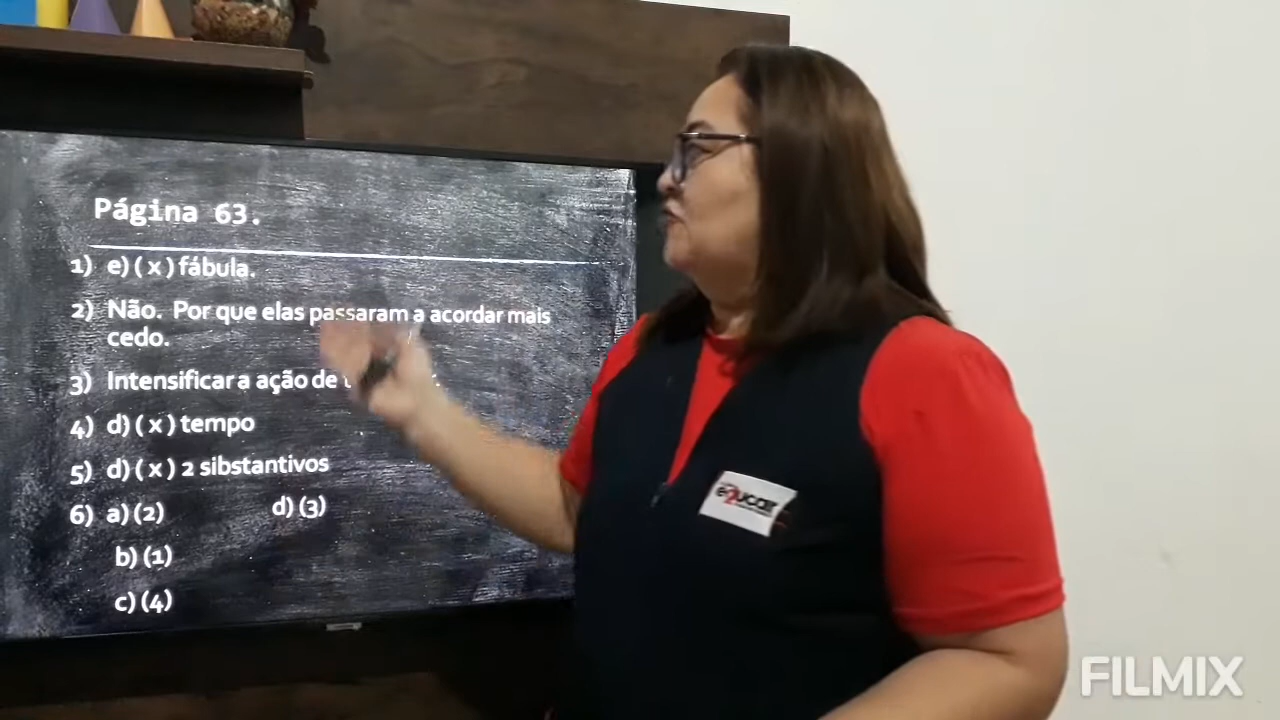 Página 63.
1) e) ( x ) fábula.
2) Não. Por que elas passaram a acordar mais
cedo.
3) Intensificar a ação de
4) d) ( x ) tempo
5) d) ( x ) 2 sibstantivos
6) a) (2) d) (3)
b) (1)
c) (4)
educar
FILMIX